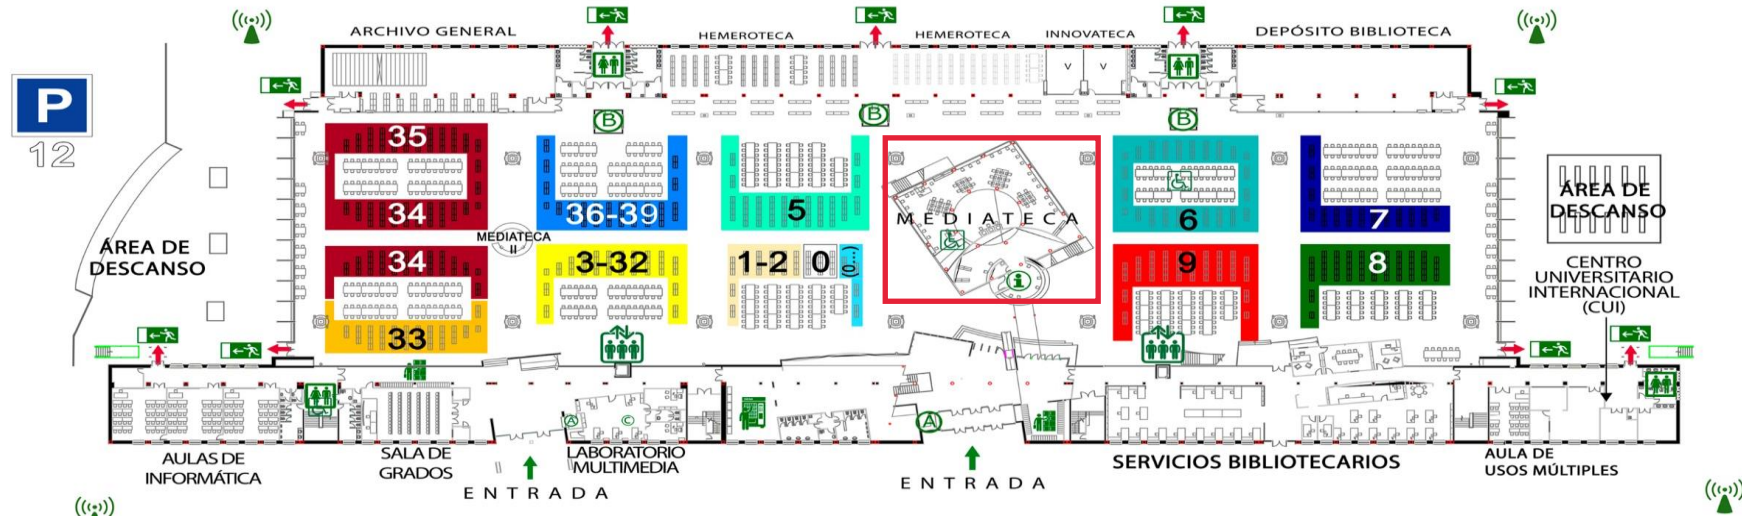 ARCHIVO GENERAL
HEMEROTECA
HEMEROTECA
INNOVATECA
DEPÓSITO BIBLIOTECA
P
12
B
B
B
V
V
35
34
36-39
5
MEDIATECA
6
7
ÁREA DE
DESCANSO
ÁREA DE
DESCANSO
MEDIATECA
II
34
33
3-32
1-2
0
(0...)
i
9
8
CENTRO
UNIVERSITARIO
INTERNACIONAL
(CUI)
A
C
A
AULAS DE
INFORMÁTICA
SALA DE
GRADOS
LABORATORIO
MULTIMEDIA
ENTRADA
ENTRADA
SERVICIOS BIBLIOTECARIOS
AULA DE
USOS MÚLTIPLES